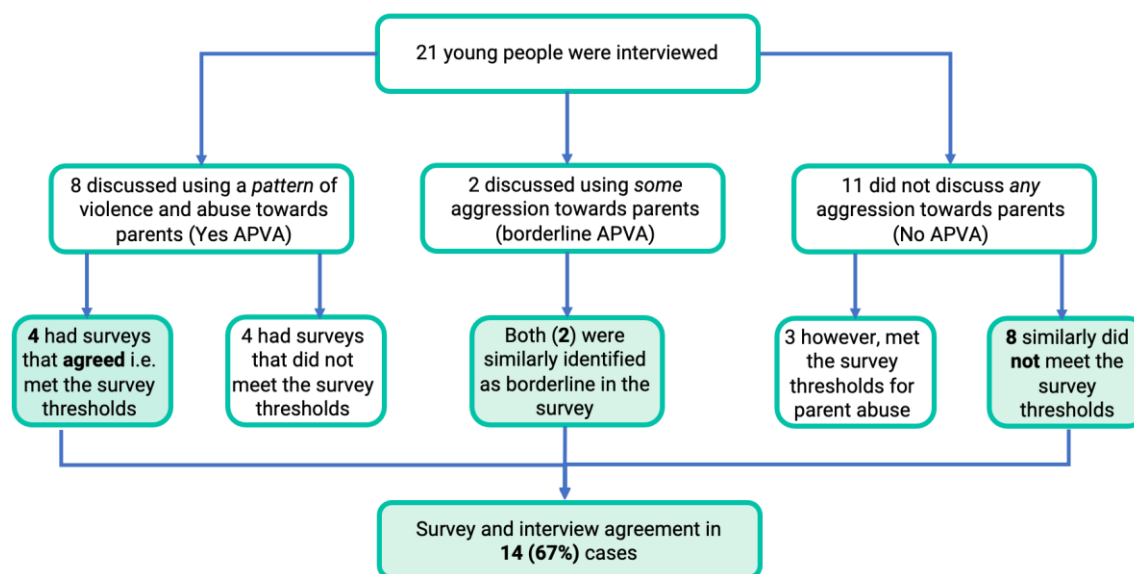 21 young people were interviewed
8 discussed using a pattern of
violence and abuse towards
parents (Yes APVA)
2 discussed using some
aggression towards parents
(borderline APVA)
11 did not discuss any
aggression towards parents
(No APVA)
4 had surveys
that agreed i.e.
met the survey
thresholds
4 had surveys
that did not
meet the survey
thresholds
Both (2) were
similarly identified
as borderline in the
survey
3 however, met
the survey
thresholds for
parent abuse
8 similarly did
not meet the
survey
thresholds
Survey and interview agreement in
14 (67%) cases